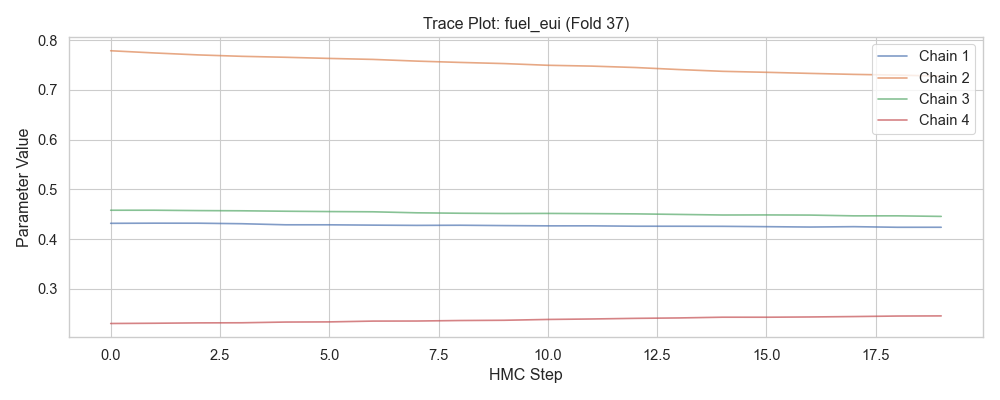 Trace Plot: fuel_eui (Fold 37)
Parameter Value
0.8
0.7
0.6
0.5
0.4
0.3
Chain 1
Chain 2
Chain 3
Chain 4
0.0 2.5 5.0 7.5 10.0 12.5 15.0 17.5
HMC Step